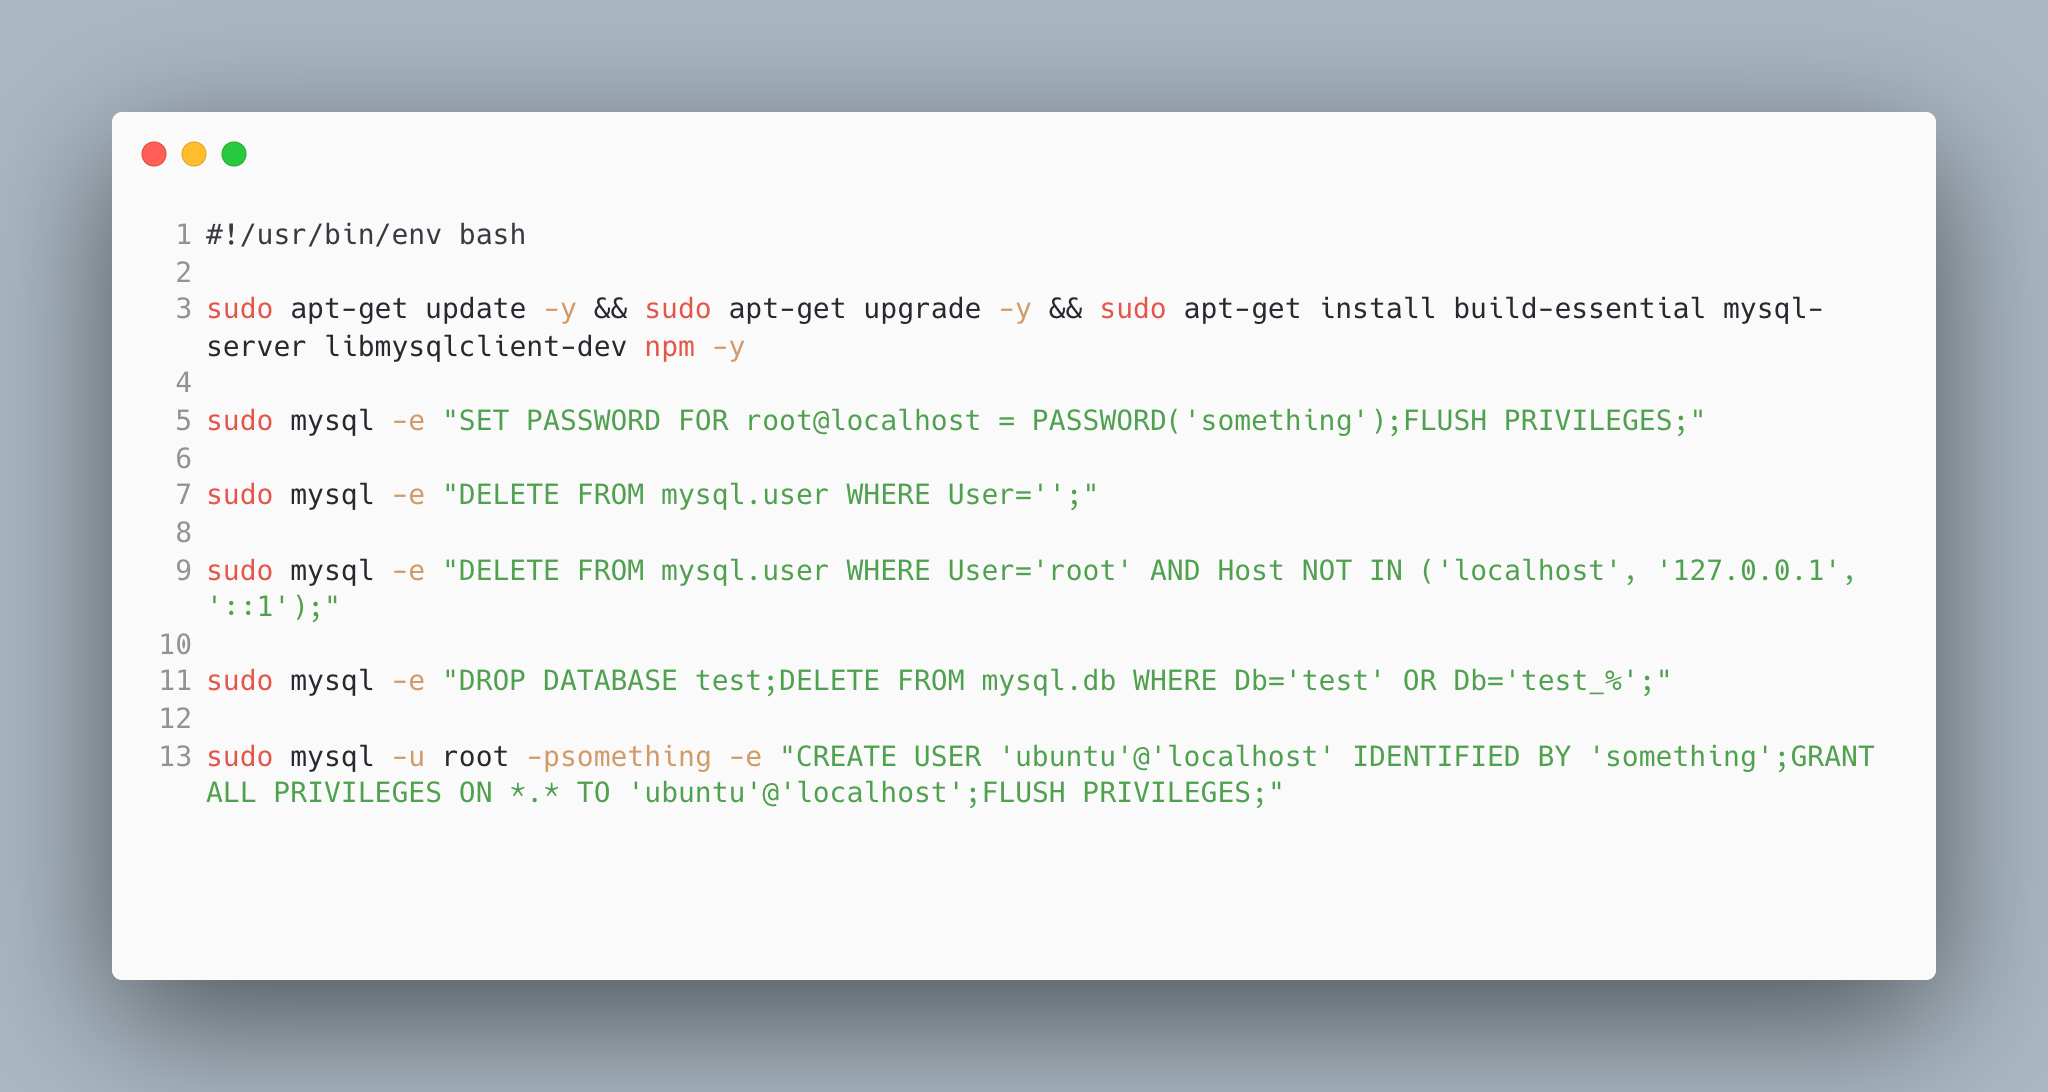 1 #!/usr/bin/env bash
2
3 sudo apt-get update -y && sudo apt-get upgrade -y && sudo apt-get install build-essential mysql-
server libmysqlclient-dev npm -y
4
5 sudo mysql -e "SET PASSWORD FOR root@localhost = PASSWORD('something');FLUSH PRIVILEGES;"
6
7 sudo mysql -e "DELETE FROM mysql.user WHERE User='';"
8
9 sudo mysql -e "DELETE FROM mysql.user WHERE User='root' AND Host NOT IN ('localhost', '127.0.0.1',
'::1');"
10
11 sudo mysql -e "DROP DATABASE test;DELETE FROM mysql.db WHERE Db='test' OR Db='test_%';"
12
13 sudo mysql -u root -psomething -e "CREATE USER 'ubuntu'@'localhost' IDENTIFIED BY 'something';GRANT
ALL PRIVILEGES ON *.* TO 'ubuntu'@'localhost';FLUSH PRIVILEGES;"